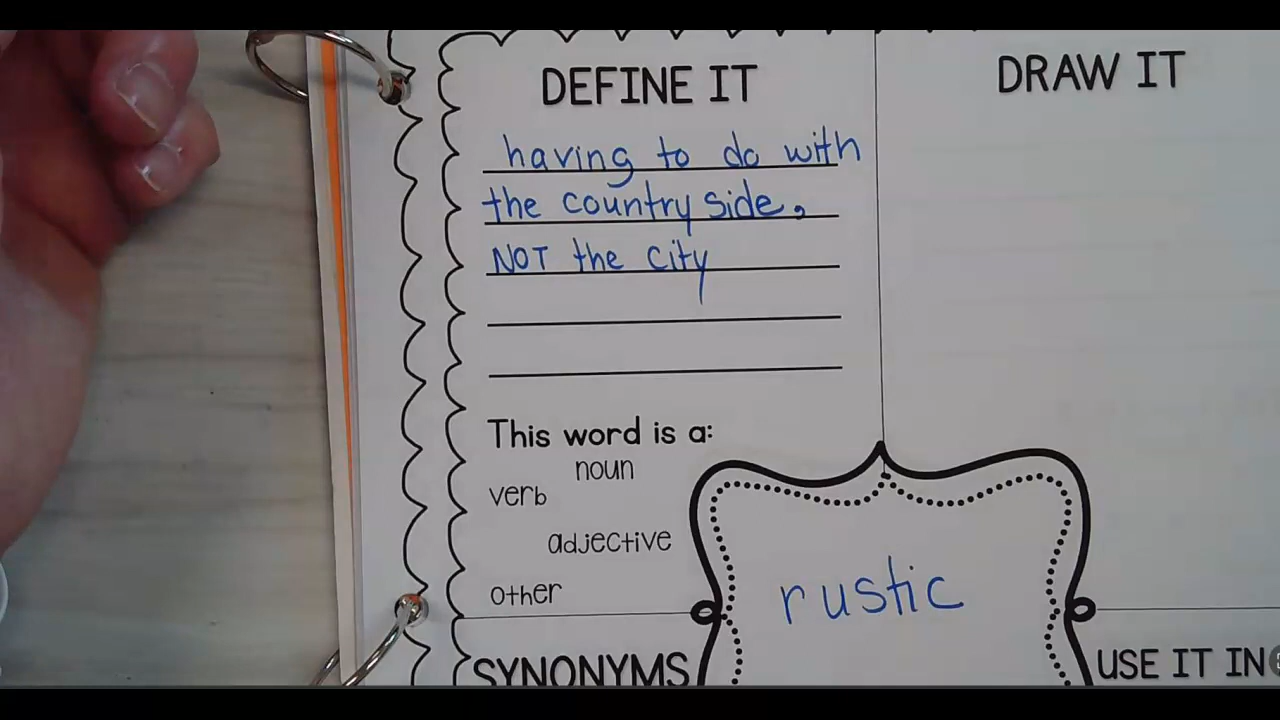 DEFINE IT
having to do with
the country side.
NOT the city
This word is a:
noun
verb
adjective
other
SYNONYMS
DRAW IT
rustic
USE IT IN